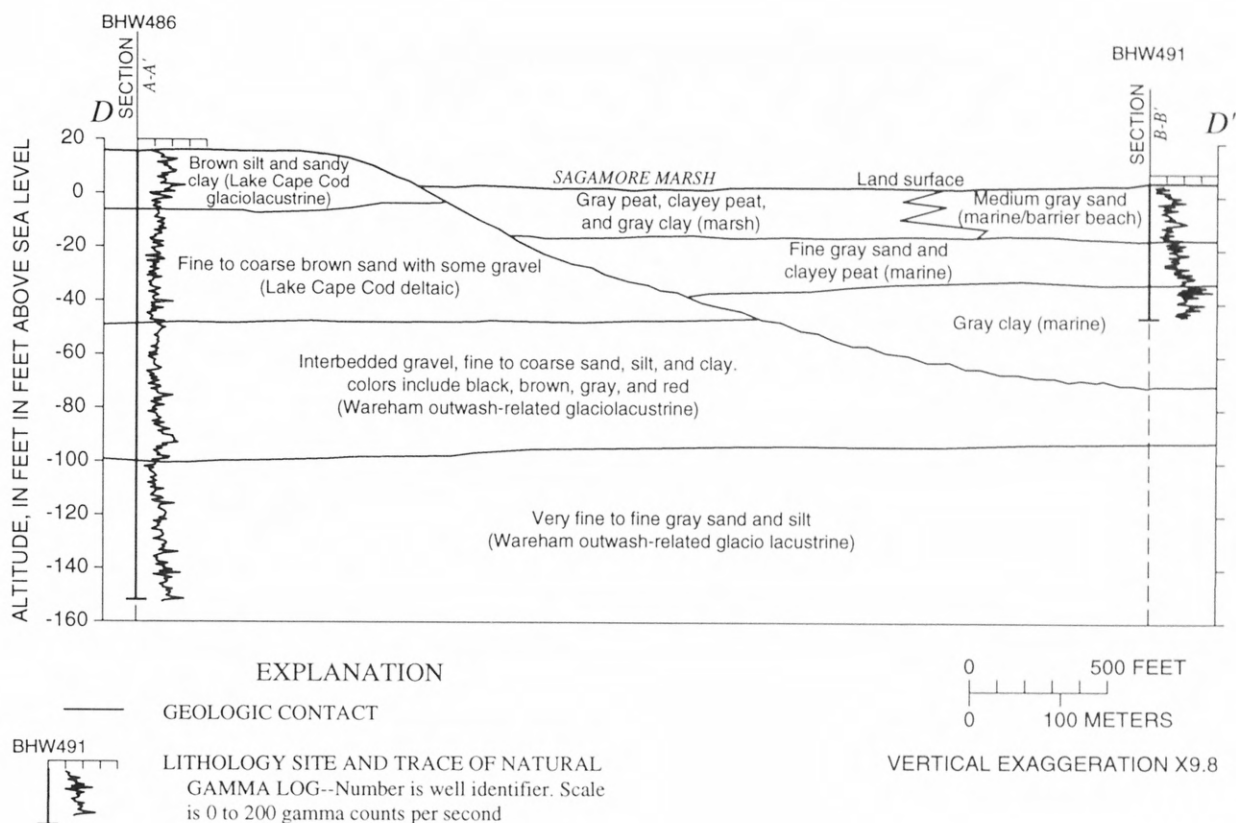 BHW486
BHW491
SECTION
A-A'
D
SECTION
B-B'
D'
ALTITUDE, IN FEET IN FEET ABOVE SEA LEVEL
20
0
-20
-40
-60
-80
-100
-120
-140
-160
Brown silt and sandy
clay (Lake Cape Cod
glaciolacustrine)
SAGAMORE MARSH
Land surface
Gray peat, clayey peat,
and gray clay (marsh)
Medium gray sand
(marine/barrier beach)
Fine gray sand and
clayey peat (marine)
Fine to coarse brown sand with some gravel
(Lake Cape Cod deltaic)
Gray clay (marine)
Interbedded gravel, fine to coarse sand, silt, and clay.
colors include black, brown, gray, and red
(Wareham outwash-related glaciolacustrine)
Very fine to fine gray sand and silt
(Wareham outwash-related glacio lacustrine)
EXPLANATION
GEOLOGIC CONTACT
BHW491
LITHOLOGY SITE AND TRACE OF NATURAL
GAMMA LOG--Number is well identifier. Scale
is 0 to 200 gamma counts per second
0 500 FEET
0 100 METERS
VERTICAL EXAGGERATION X9.8